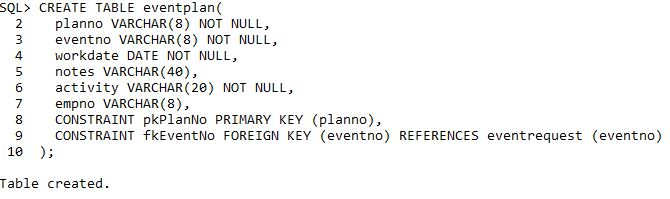 SQL> CREATE TABLE eventplan(
  2    planno VARCHAR(8) NOT NULL,
  3    eventno VARCHAR(8) NOT NULL,
  4    workdate DATE NOT NULL,
  5    notes VARCHAR(40),
  6    activity VARCHAR(20) NOT NULL,
  7    empno VARCHAR(8),
  8    CONSTRAINT pkPlanNo PRIMARY KEY (planno),
  9    CONSTRAINT fkEventNo FOREIGN KEY (eventno) REFERENCES eventrequest (eventno)
 10  );
Table created.